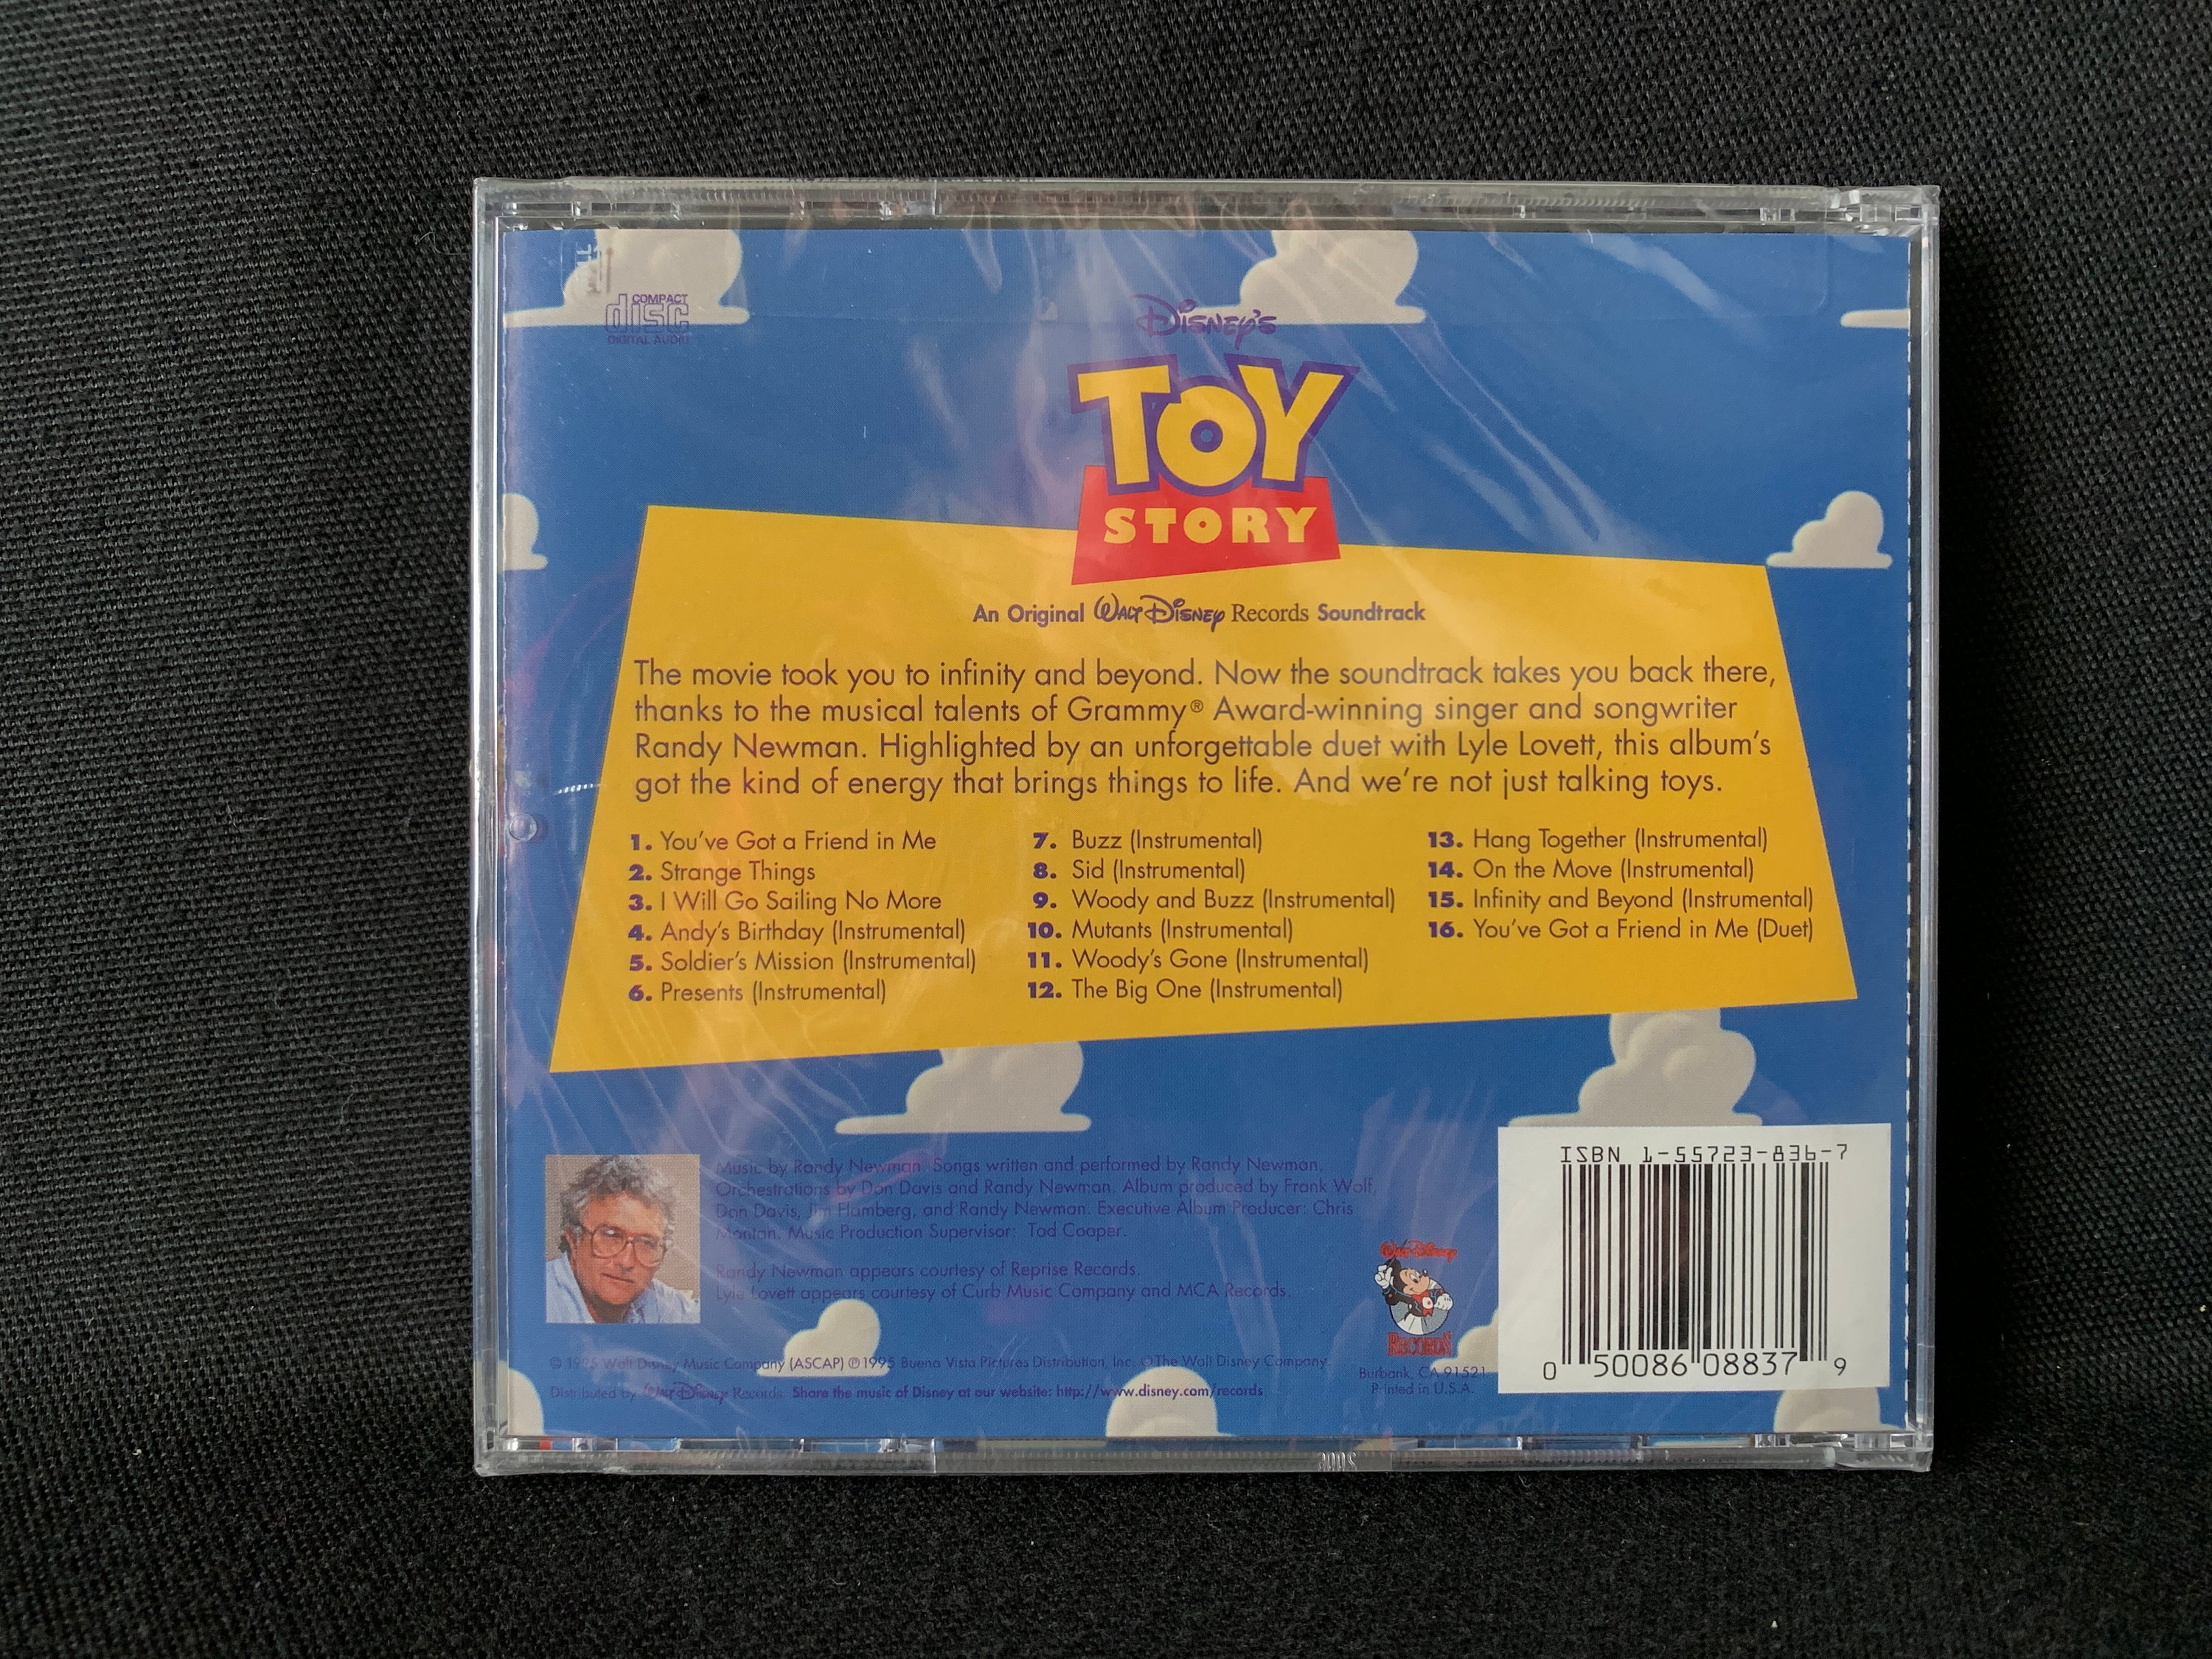 COMPACT
disc
DIGITAL AUDIO
DISNEY'S
TOY
STORY
An Original WALT DISNEY Records Soundtrack
The movie took you to infinity and beyond. Now the soundtrack takes you back there,
thanks to the musical talents of Grammy® Award-winning singer and songwriter
Randy Newman. Highlighted by an unforgettable duet with Lyle Lovett, this album's
got the kind of energy that brings things to life. And we're not just talking toys.
1. You've Got a Friend in Me
2. Strange Things
3. I Will Go Sailing No More
4. Andy's Birthday (Instrumental)
5. Soldier's Mission (Instrumental)
6. Presents (Instrumental)
7. Buzz (Instrumental)
8. Sid (Instrumental)
9. Woody and Buzz (Instrumental)
10. Mutants (Instrumental)
11. Woody's Gone (Instrumental)
12. The Big One (Instrumental)
13. Hang Together (Instrumental)
14. On the Move (Instrumental)
15. Infinity and Beyond (Instrumental)
16. You've Got a Friend in Me (Duet)
Music by Randy Newman. Songs written and performed by Randy Newman.
Orchestrations by Don Davis and Randy Newman. Album produced by Frank Wolf,
Don Davis, Jim Flamberg, and Randy Newman. Executive Album Producer: Chris
Montan. Music Production Supervisor: Tod Cooper.
Randy Newman appears courtesy of Reprise Records.
Lyle Lovett appears courtesy of Curb Music Company and MCA Records.
© 1995 Walt Disney Music Company (ASCAP) ℗ 1995 Buena Vista Pictures Distribution, Inc. © The Walt Disney Company.
Distributed by Walt Disney Records. Share the music of Disney at our website: http://www.disney.com/records
WALT DISNEY
RECORDS
Burbank, CA 91521
Printed in U.S.A.
ISBN 1-55723-836-7
0 50086 08837 9